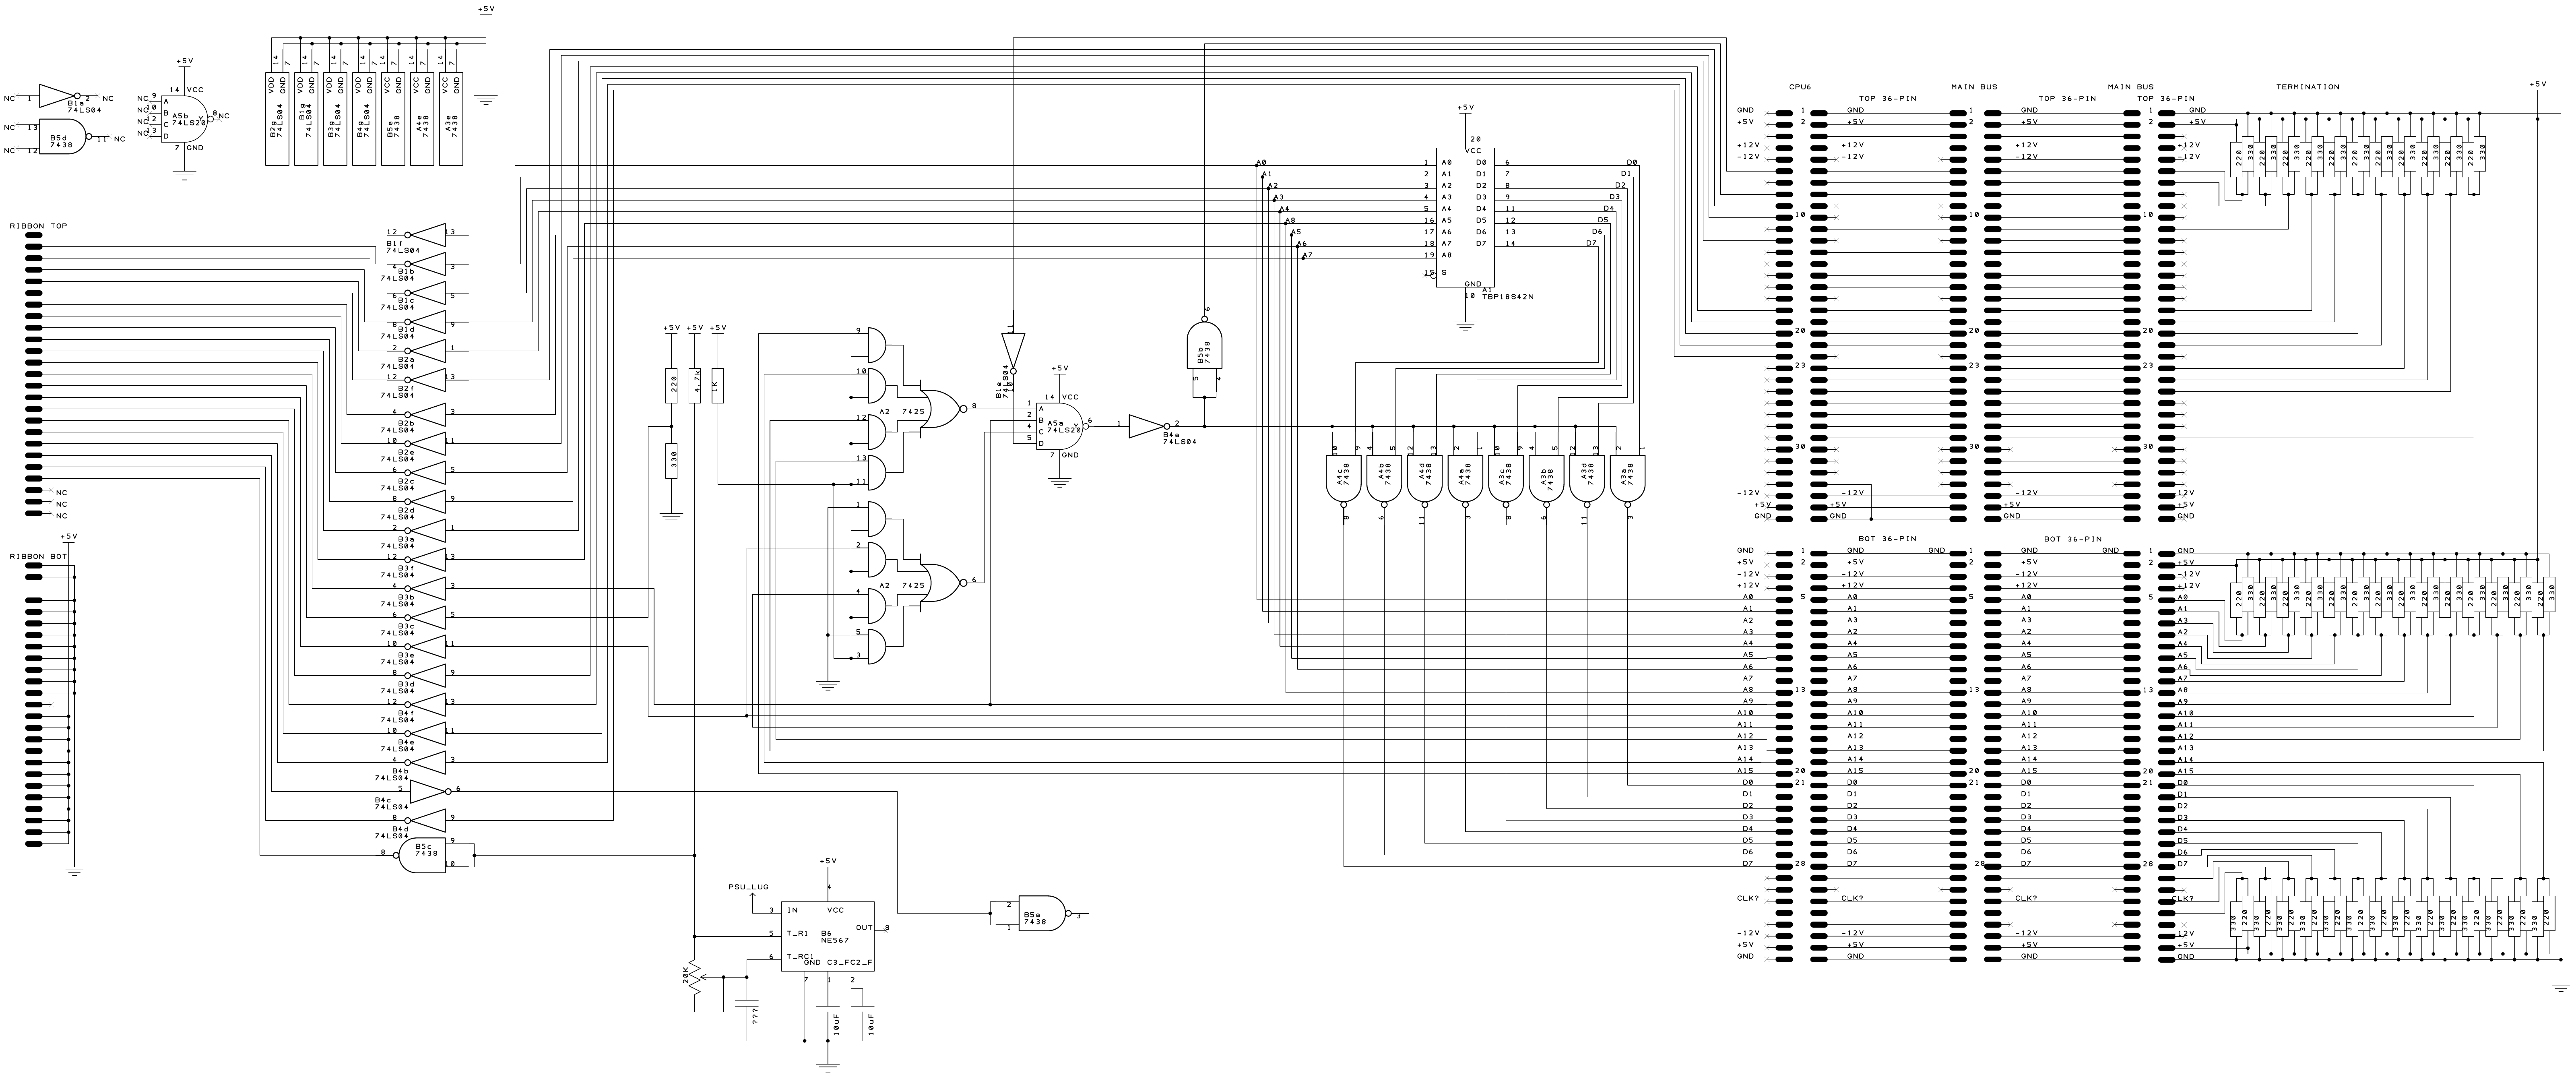 +5V
NC 1 2 NC
B1a
74LS04
NC 13
B5d
7438
11 NC
NC 12
+5V
14 VCC
NC 9 A
NC 10 B
NC 12 C
NC 13 D
A5b
74LS20
Y 8 NC
7 GND
14 7 VDD GND B2g 74LS04
14 7 VDD GND B1g 74LS04
14 7 VDD GND B3g 74LS04
14 7 VDD GND B4g 74LS04
14 7 VCC GND B5e 7438
14 7 VCC GND A4e 7438
14 7 VCC GND A3e 7438
RIBBON TOP
NC
NC
NC
RIBBON BOT
+5V
12 13
B1f
74LS04
4 3
B1b
74LS04
6 5
B1c
74LS04
8 9
B1d
74LS04
2 1
B2a
74LS04
12 13
B2f
74LS04
4 3
B2b
74LS04
10 11
B2e
74LS04
6 5
B2c
74LS04
8 9
B2d
74LS04
2 1
B3a
74LS04
12 13
B3f
74LS04
4 3
B3b
74LS04
6 5
B3c
74LS04
10 11
B3e
74LS04
8 9
B3d
74LS04
12 13
B4f
74LS04
10 11
B4e
74LS04
4 3
B4b
74LS04
5 6
B4c
74LS04
8 9
B4d
74LS04
8 B5c 9
7438
10
+5V +5V +5V
220 4.7k 1K
330
9
10
12
A2 7425
8
13
11
1
2
4
A2 7425
6
5
3
11
B1e
74LS04
10
+5V
14 VCC
1 A
2 B
4 C
5 D
A5a
74LS20
Y 6
7 GND
1 2
B4a
74LS04
6
B5b
7438
5 4
+5V
20
VCC
A0 1 A0 D0 6 D0
A1 2 A1 D1 7 D1
A2 3 A2 D2 8 D2
A3 4 A3 D3 9 D3
A4 5 A4 D4 11 D4
A8 16 A5 D5 12 D5
A5 17 A6 D6 13 D6
A6 18 A7 D7 14 D7
A7 19 A8
15 S
GND
10
A1
TBP18S42N
10 9 A4c 7438 8
4 5 A4b 7438 6
12 13 A4d 7438 11
2 1 A4a 7438 3
10 9 A3c 7438 8
4 5 A3b 7438 6
12 13 A3d 7438 11
2 1 A3a 7438 3
PSU_LUG
+5V
4
3 IN VCC
OUT 8
5 T_R1
B6
NE567
6 T_RC1
GND C3_F C2_F
7 1 2
20K
???
10uF
10uF
2
B5a
7438
1
3
CPU6 MAIN BUS MAIN BUS TERMINATION
TOP 36-PIN TOP 36-PIN TOP 36-PIN
GND 1 GND 1 GND 1 GND
+5V 2 +5V 2 +5V 2 +5V
+12V +12V +12V +12V
-12V -12V -12V -12V
10 10 10
20 20 20
23 23 23
30 30 30
-12V -12V -12V 12V
+5V +5V +5V +5V
GND GND GND GND
+5V
220 330 220 330 220 330 220 330 220 330 220 330 220 330 220 330 220 330 220 330 220 330
BOT 36-PIN BOT 36-PIN
GND 1 GND GND 1 GND GND 1 GND
+5V 2 +5V 2 +5V 2 +5V
-12V -12V -12V -12V
+12V +12V +12V +12V
A0 5 A0 5 A0 5 A0
A1 A1 A1 A1
A2 A3 A3 A3
A3 A2 A2 A2
A4 A4 A4 A4
A5 A5 A5 A5
A6 A6 A6 A6
A7 A7 A7 A7
A8 13 A8 13 A8 13 A8
A9 A9 A9 A9
A10 A10 A10 A10
A11 A11 A11 A11
A12 A12 A12 A12
A13 A13 A13 A13
A14 A14 A14 A14
A15 20 A15 20 A15 20 A15
D0 21 D0 21 D0 21 D0
D1 D1 D1 D1
D2 D2 D2 D2
D3 D3 D3 D3
D4 D4 D4 D4
D5 D5 D5 D5
D6 D6 D6 D6
D7 28 D7 28 D7 28 D7
CLK? CLK? CLK? CLK?
-12V -12V -12V 12V
+5V +5V +5V +5V
GND GND GND GND
220 330 220 330 220 330 220 330 220 330 220 330 220 330 220 330 220 330 220 330 220 330 220 330 220 330 220 330
330 220 330 220 330 220 330 220 330 220 330 220 330 220 330 220 330 220 330 220 330 220 330 220 330 220 330 220